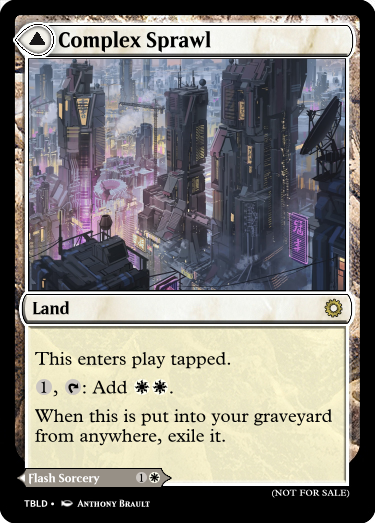 Complex Sprawl
Land
This enters play tapped.
1, T: Add
When this is put into your graveyard
from anywhere, exile it.
Flash Sorcery 1
(NOT FOR SALE)
TBLD • Anthony Brault